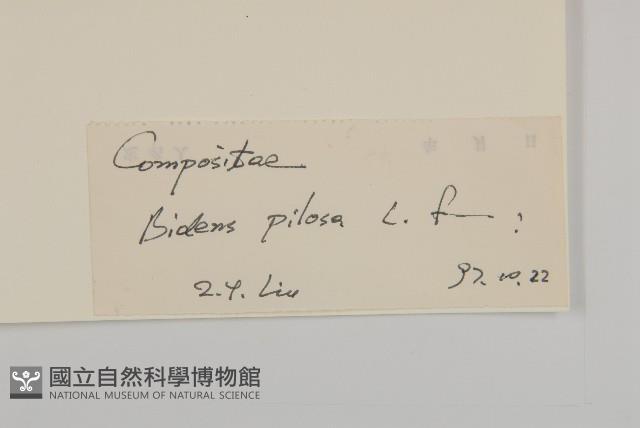 Compositae
Bidens pilosa L. f— :
Z.Y. Liu 97.10.22
國立自然科學博物館
NATIONAL MUSEUM OF NATURAL SCIENCE